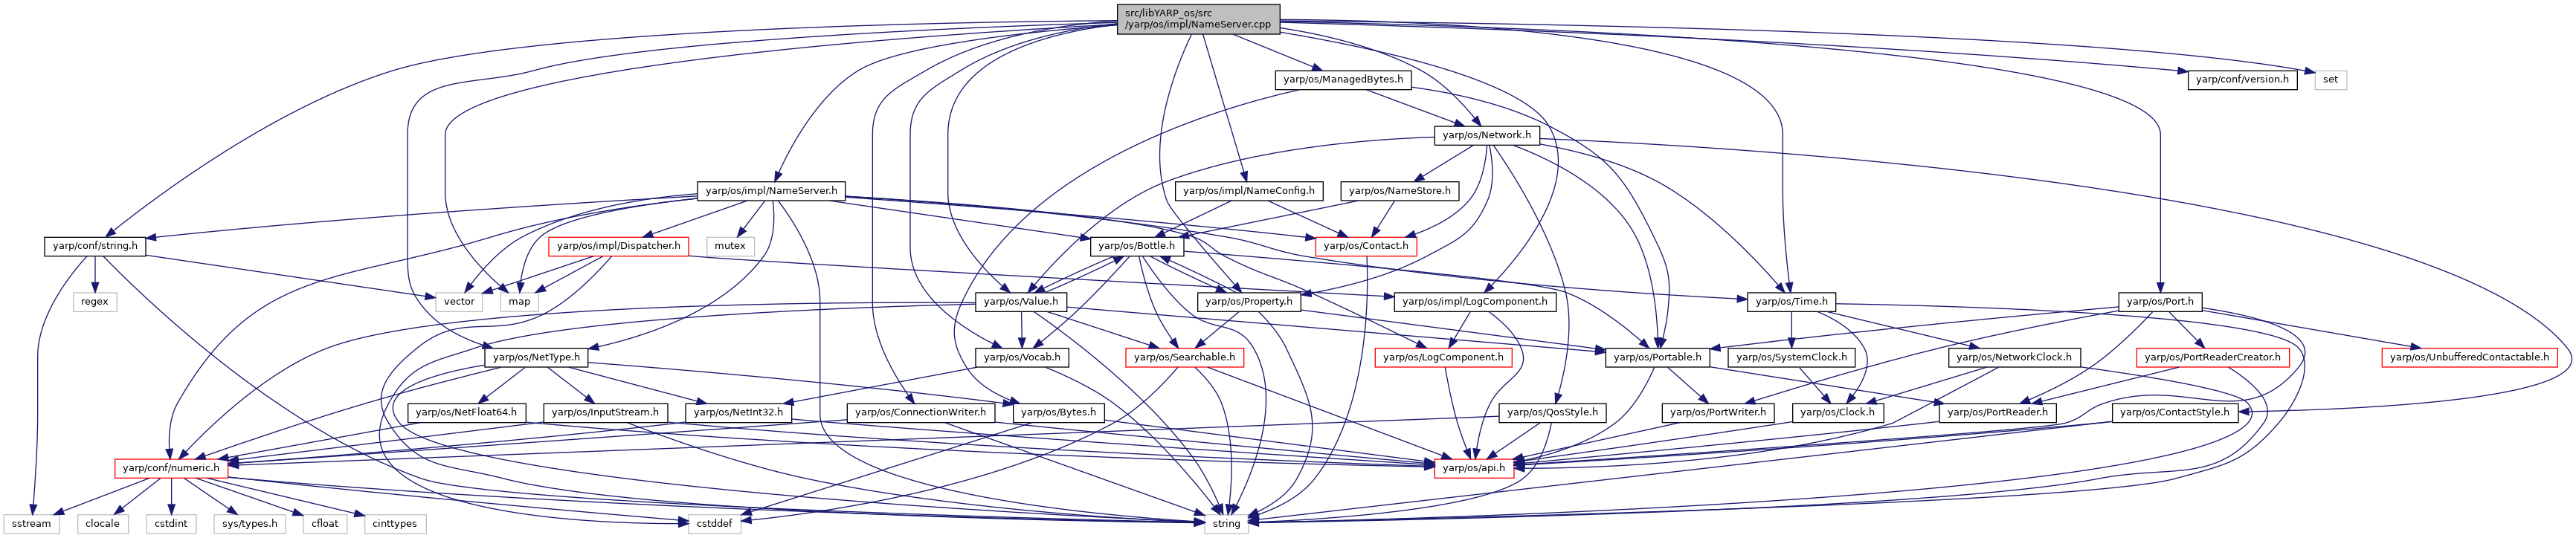 src/libYARP_os/src
/yarp/os/impl/NameServer.cpp
yarp/os/ManagedBytes.h
yarp/conf/version.h
set
yarp/os/Network.h
yarp/os/impl/NameServer.h
yarp/os/impl/NameConfig.h
yarp/os/NameStore.h
yarp/conf/string.h
yarp/os/impl/Dispatcher.h
mutex
yarp/os/Bottle.h
yarp/os/Contact.h
regex
vector
map
yarp/os/Value.h
yarp/os/Property.h
yarp/os/impl/LogComponent.h
yarp/os/Time.h
yarp/os/Port.h
yarp/os/NetType.h
yarp/os/Vocab.h
yarp/os/Searchable.h
yarp/os/LogComponent.h
yarp/os/Portable.h
yarp/os/SystemClock.h
yarp/os/NetworkClock.h
yarp/os/PortReaderCreator.h
yarp/os/UnbufferedContactable.h
yarp/os/NetFloat64.h
yarp/os/InputStream.h
yarp/os/NetInt32.h
yarp/os/ConnectionWriter.h
yarp/os/Bytes.h
yarp/os/QosStyle.h
yarp/os/PortWriter.h
yarp/os/Clock.h
yarp/os/PortReader.h
yarp/os/ContactStyle.h
yarp/conf/numeric.h
yarp/os/api.h
sstream
clocale
cstdint
sys/types.h
cfloat
cinttypes
cstddef
string